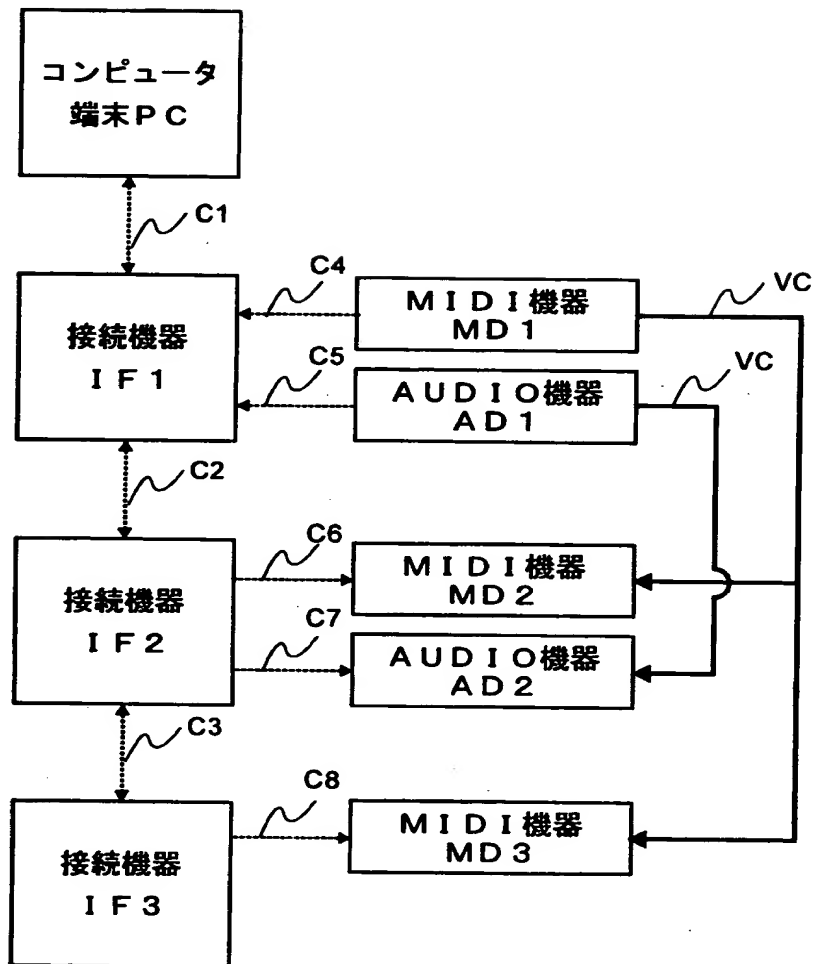 コンピュータ
端末PC
C1
接続機器
IF1
C4
MIDI機器
MD1
VC
C5
AUDIO機器
AD1
VC
C2
接続機器
IF2
C6
MIDI機器
MD2
C7
AUDIO機器
AD2
C3
接続機器
IF3
C8
MIDI機器
MD3